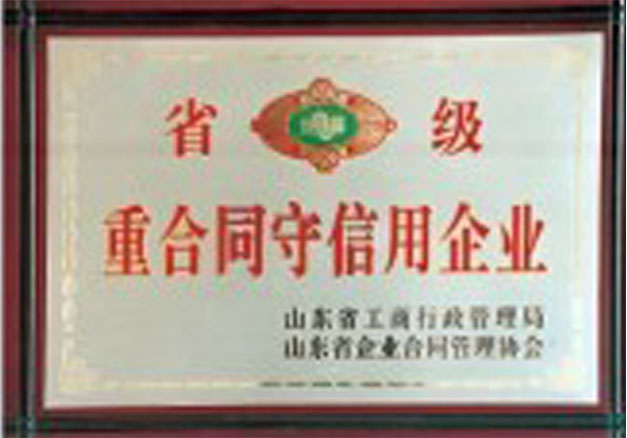 省 级
重合同守信用企业
山东省工商行政管理局
山东省企业合同管理协会